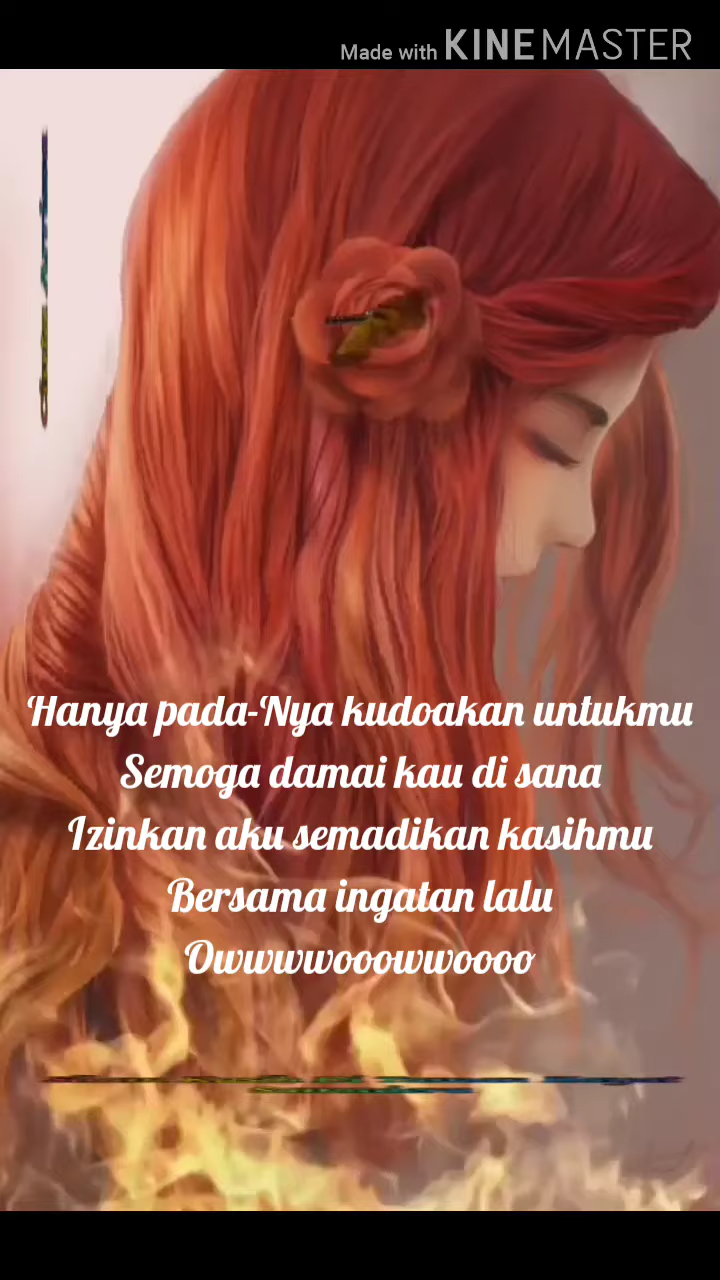 Made with KINEMASTER
Hanya pada-Nya kudoakan untukmu
Semoga damai kau di sana
Izinkan aku semadikan kasihmu
Bersama ingatan lalu
Owwwwooowwoooo